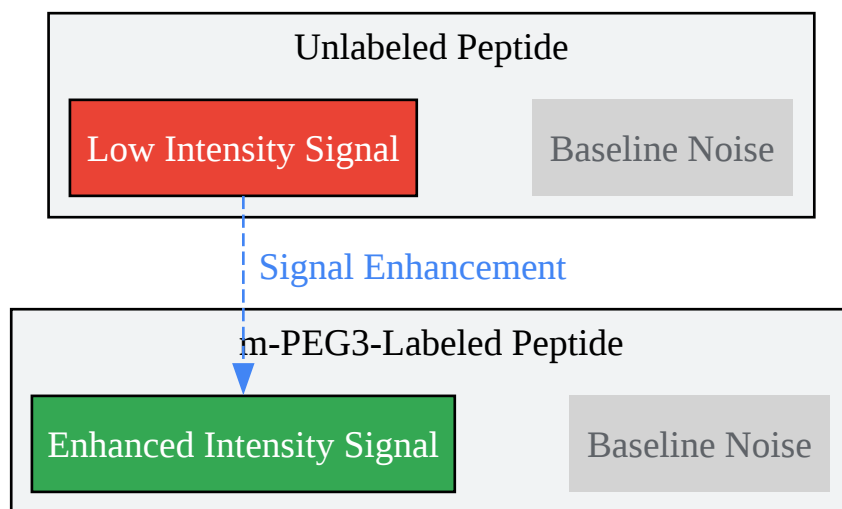 Unlabeled Peptide
Low Intensity Signal
Baseline Noise
Signal Enhancement
m-PEG3-Labeled Peptide
Enhanced Intensity Signal
Baseline Noise